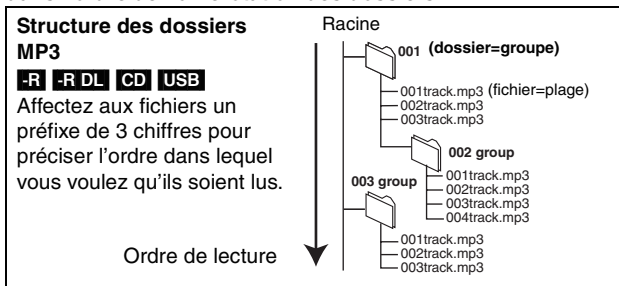 Structure des dossiers
MP3
-R -R DL CD USB
Affectez aux fichiers un
préfixe de 3 chiffres pour
préciser l'ordre dans lequel
vous voulez qu'ils soient lus.
Ordre de lecture
Racine
001 (dossier=groupe)
001track.mp3 (fichier=plage)
002track.mp3
003track.mp3
002 group
001track.mp3
002track.mp3
003track.mp3
004track.mp3
003 group
001track.mp3
002track.mp3
003track.mp3